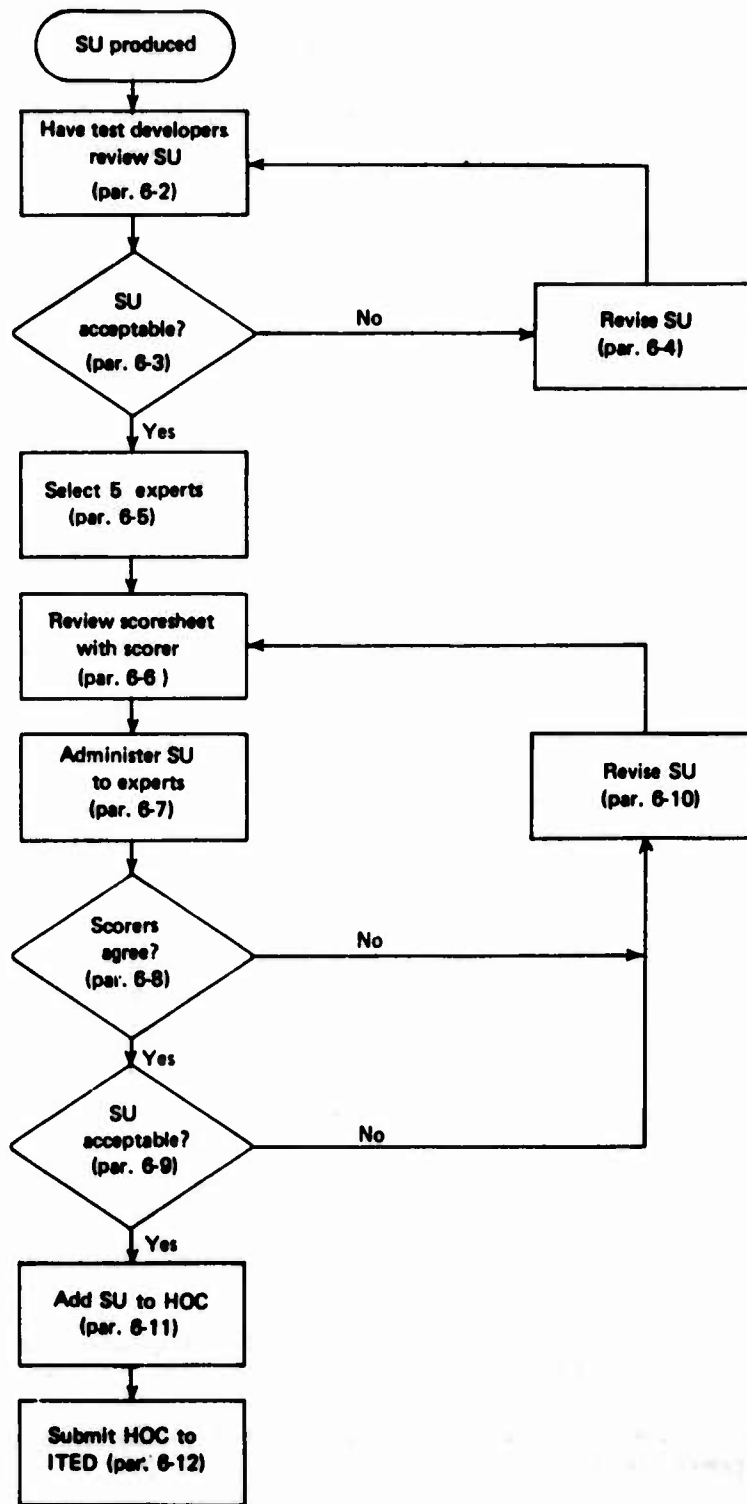 SU produced
Have test developers
review SU
(par. 6-2)
SU
acceptable?
(par. 6-3)
No
Revise SU
(par. 6-4)
Yes
Select 5 experts
(par. 6-5)
Review scoresheet
with scorer
(par. 6-6 )
Administer SU
to experts
(par. 6-7)
Revise SU
(par. 6-10)
Scorers
agree?
(par. 6-8)
No
Yes
SU
acceptable?
(par. 6-9)
No
Yes
Add SU to HOC
(par. 6-11)
Submit HOC to
ITED (par. 6-12)